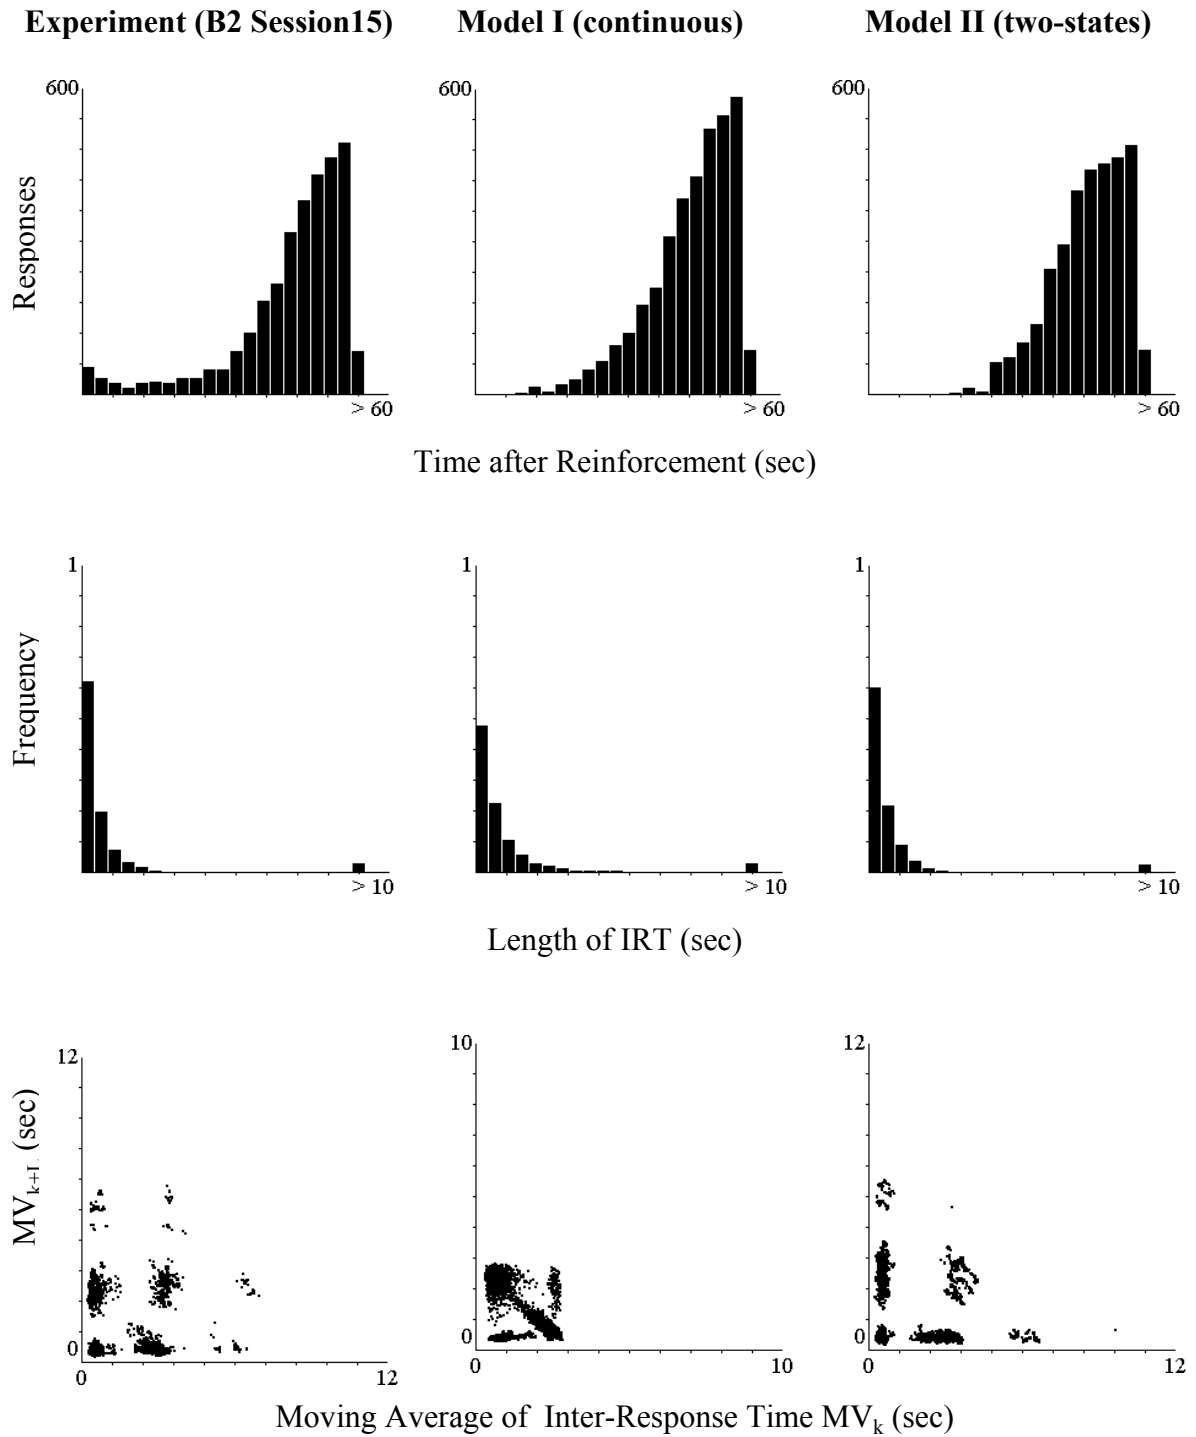 Experiment (B2 Session15) Model I (continuous) Model II (two-states)
600 600 600
Responses
> 60 > 60 > 60
Time after Reinforcement (sec)
1 1 1
Frequency
> 10 > 10 > 10
Length of IRT (sec)
12 10 12
MVk+L (sec)
0 0 0
0 12 0 10 0 12
Moving Average of Inter-Response Time MVk (sec)